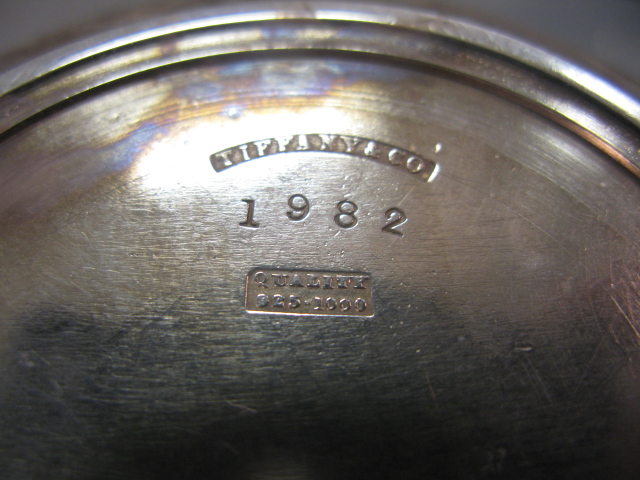 TIFFANY & CO.
1982
QUALITY
925-1000